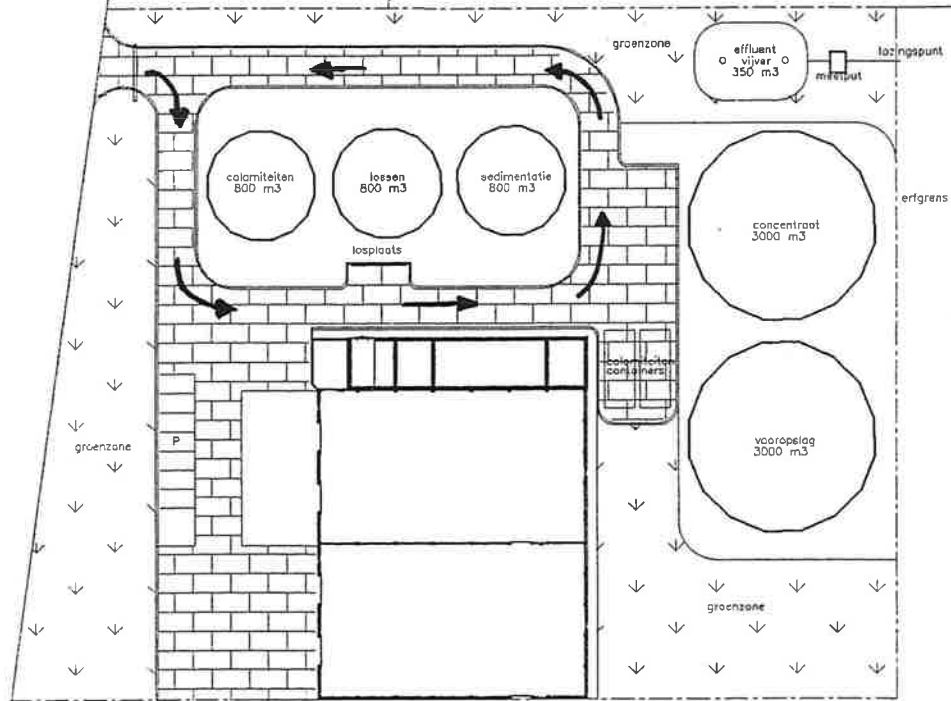 groenzone
effluent
vijver
350 m3
lozingspunt
meetput
calamiteiten
800 m3
lossen
800 m3
sedimentatie
800 m3
erfgrens
concentraat
3000 m3
losplaats
calamiteiten
containers
P
groenzone
vooropslag
3000 m3
groenzone